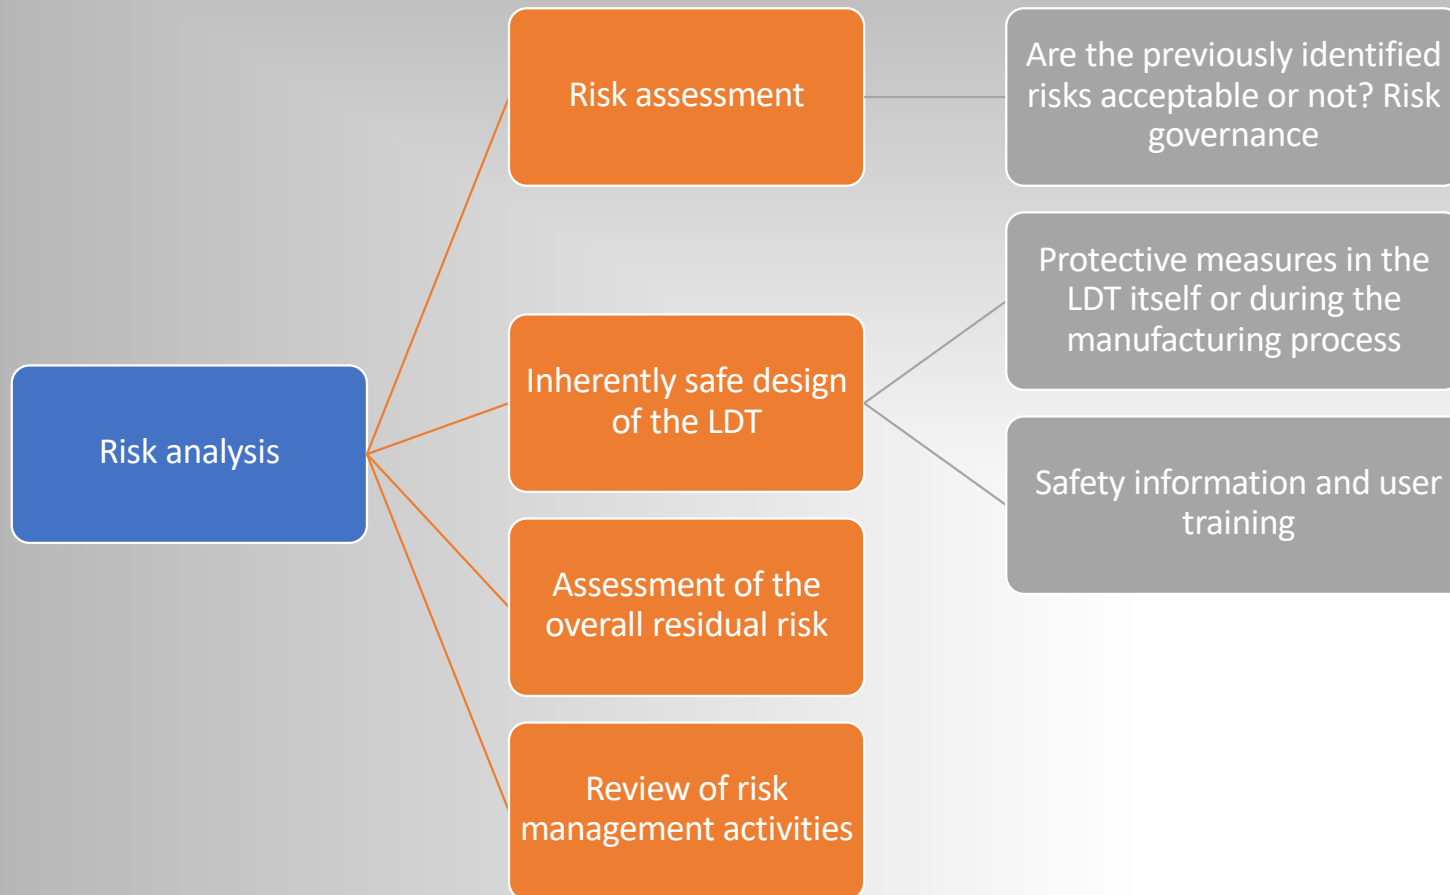 Risk analysis
Risk assessment
Are the previously identified
risks acceptable or not? Risk
governance
Inherently safe design
of the LDT
Protective measures in the
LDT itself or during the
manufacturing process
Safety information and user
training
Assessment of the
overall residual risk
Review of risk
management activities